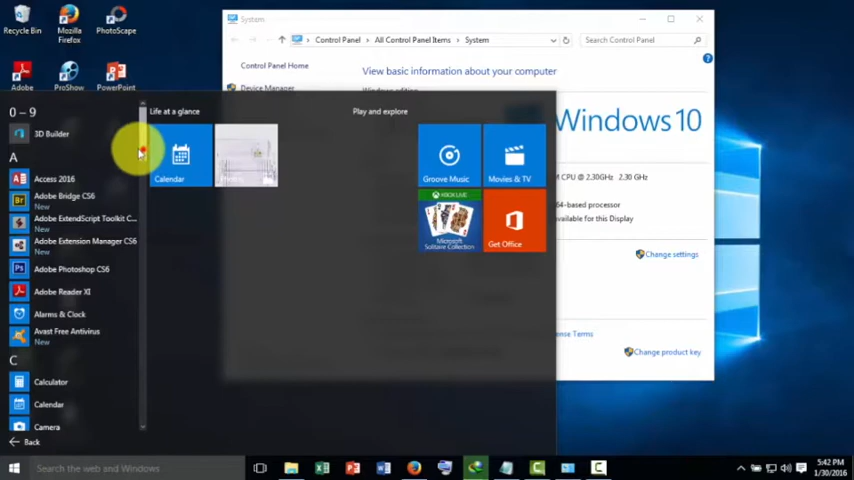 Recycle Bin
Mozilla
Firefox
PhotoScape
Adobe
ProShow
PowerPoint
System
Control Panel
All Control Panel Items
System
Search Control Panel
Control Panel Home
Device Manager
View basic information about your computer
Windows edition
Windows 10
CPU @ 2.30GHz 2.30 GHz
64-based processor
vailable for this Display
Change settings
ense Terms
Change product key
0 – 9
3D Builder
A
Access 2016
Adobe Bridge CS6
New
Adobe ExtendScript Toolkit C...
New
Adobe Extension Manager CS6
New
Adobe Photoshop CS6
Adobe Reader XI
Alarms & Clock
Avast Free Antivirus
New
C
Calculator
Calendar
Camera
Back
Life at a glance
Calendar
Play and explore
Groove Music
Movies & TV
XBOX LIVE
Microsoft
Solitaire Collection
Get Office
Search the web and Windows
5:42 PM
1/30/2016